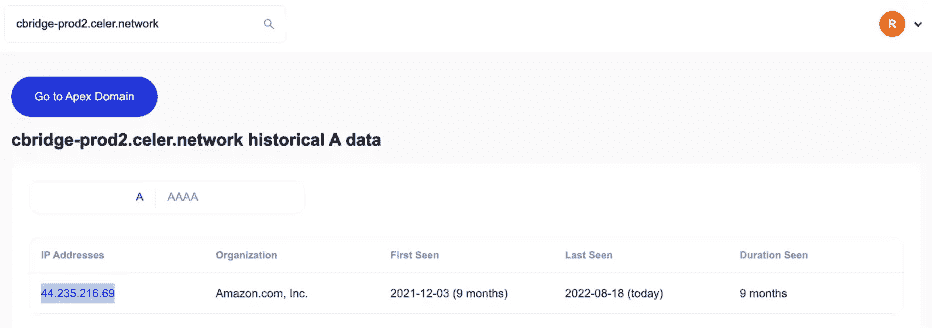 cbridge-prod2.celer.network
R
Go to Apex Domain
cbridge-prod2.celer.network historical A data
A AAAA
IP Addresses Organization First Seen Last Seen Duration Seen
44.235.216.69 Amazon.com, Inc. 2021-12-03 (9 months) 2022-08-18 (today) 9 months